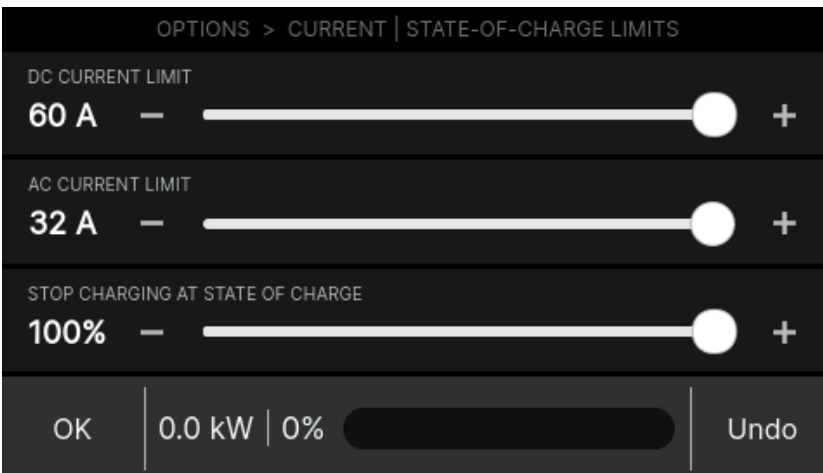 OPTIONS > CURRENT | STATE-OF-CHARGE LIMITS
DC CURRENT LIMIT
60 A − +
AC CURRENT LIMIT
32 A − +
STOP CHARGING AT STATE OF CHARGE
100% − +
OK 0.0 kW | 0% Undo